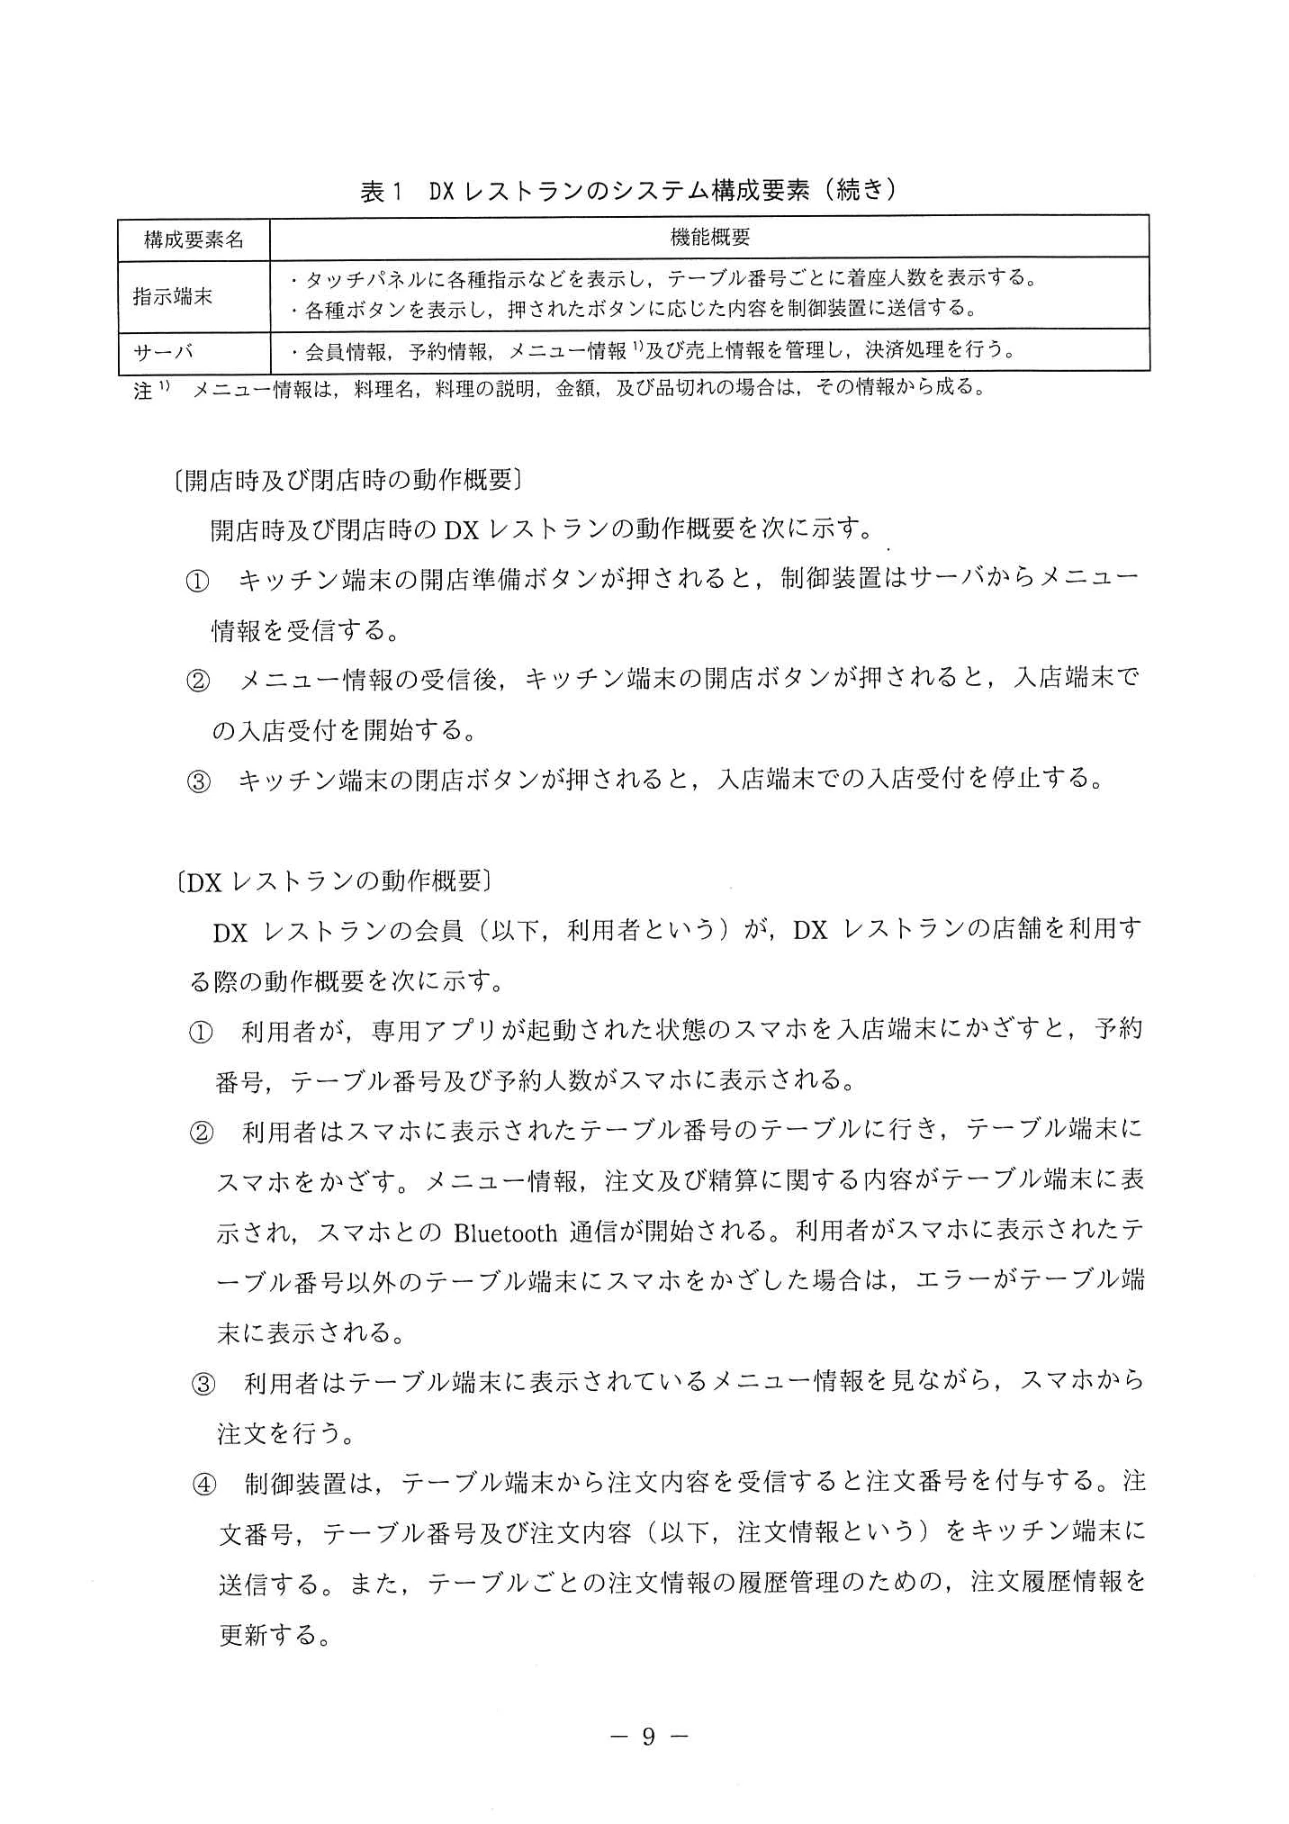 表1　DXレストランのシステム構成要素（続き）
構成要素名　機能概要
指示端末
・タッチパネルに各種指示などを表示し，テーブル番号ごとに着座人数を表示する。
・各種ボタンを表示し，押されたボタンに応じた内容を制御装置に送信する。
サーバ　・会員情報，予約情報，メニュー情報1)及び売上情報を管理し，決済処理を行う。
注1)　メニュー情報は，料理名，料理の説明，金額，及び品切れの場合は，その情報から成る。
〔開店時及び閉店時の動作概要〕
開店時及び閉店時のDXレストランの動作概要を次に示す。
①　キッチン端末の開店準備ボタンが押されると，制御装置はサーバからメニュー
情報を受信する。
②　メニュー情報の受信後，キッチン端末の開店ボタンが押されると，入店端末で
の入店受付を開始する。
③　キッチン端末の閉店ボタンが押されると，入店端末での入店受付を停止する。
〔DXレストランの動作概要〕
DX レストランの会員（以下，利用者という）が，DX レストランの店舗を利用す
る際の動作概要を次に示す。
①　利用者が，専用アプリが起動された状態のスマホを入店端末にかざすと，予約
番号，テーブル番号及び予約人数がスマホに表示される。
②　利用者はスマホに表示されたテーブル番号のテーブルに行き，テーブル端末に
スマホをかざす。メニュー情報，注文及び精算に関する内容がテーブル端末に表
示され，スマホとの Bluetooth 通信が開始される。利用者がスマホに表示されたテ
ーブル番号以外のテーブル端末にスマホをかざした場合は，エラーがテーブル端
末に表示される。
③　利用者はテーブル端末に表示されているメニュー情報を見ながら，スマホから
注文を行う。
④　制御装置は，テーブル端末から注文内容を受信すると注文番号を付与する。注
文番号，テーブル番号及び注文内容（以下，注文情報という）をキッチン端末に
送信する。また，テーブルごとの注文情報の履歴管理のための，注文履歴情報を
更新する。
－ 9 －